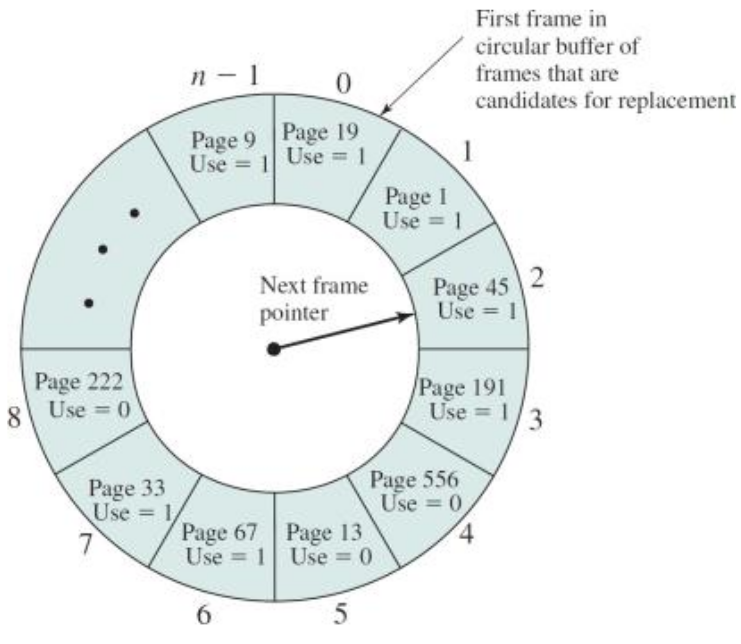 First frame in
circular buffer of
frames that are
candidates for replacement
n − 1
0
Page 9
Use = 1
Page 19
Use = 1
1
Page 1
Use = 1
2
Page 45
Use = 1
Next frame
pointer
Page 191
Use = 1
3
Page 556
Use = 0
4
Page 13
Use = 0
5
Page 67
Use = 1
6
Page 33
Use = 1
7
Page 222
Use = 0
8